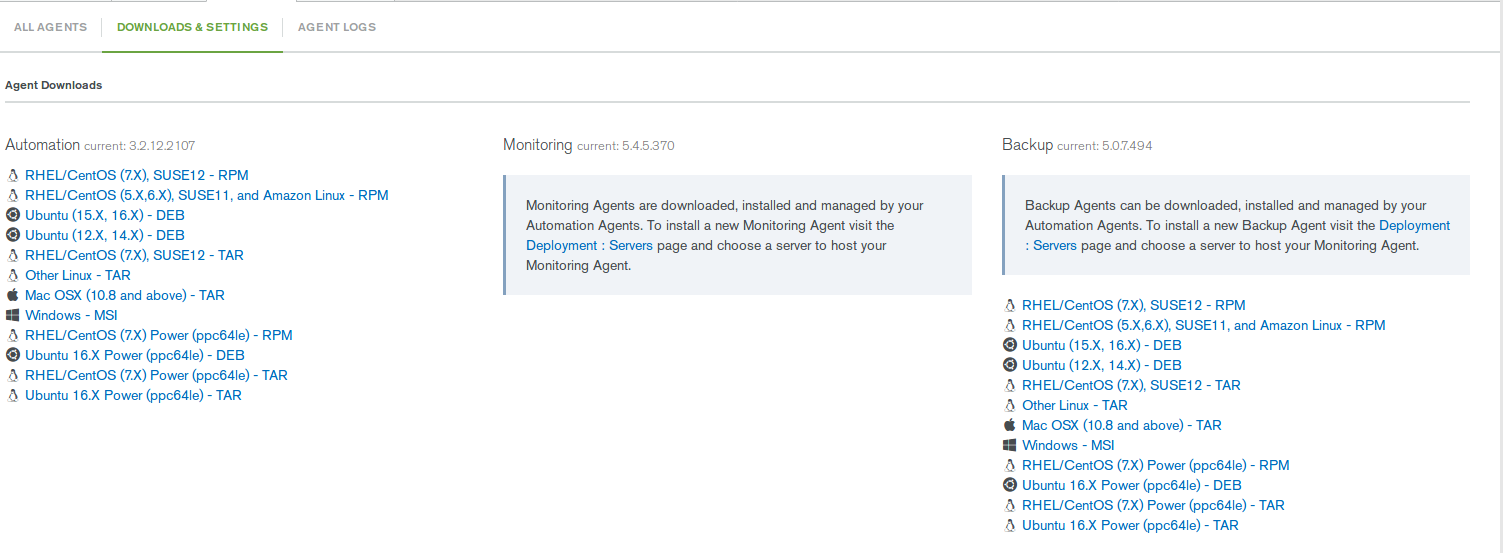 ALL AGENTS
DOWNLOADS & SETTINGS
AGENT LOGS
Agent Downloads
Automation current: 3.2.12.2107
RHEL/CentOS (7.X), SUSE12 - RPM
RHEL/CentOS (5.X,6.X), SUSE11, and Amazon Linux - RPM
Ubuntu (15.X, 16.X) - DEB
Ubuntu (12.X, 14.X) - DEB
RHEL/CentOS (7.X), SUSE12 - TAR
Other Linux - TAR
Mac OSX (10.8 and above) - TAR
Windows - MSI
RHEL/CentOS (7.X) Power (ppc64le) - RPM
Ubuntu 16.X Power (ppc64le) - DEB
RHEL/CentOS (7.X) Power (ppc64le) - TAR
Ubuntu 16.X Power (ppc64le) - TAR
Monitoring current: 5.4.5.370
Monitoring Agents are downloaded, installed and managed by your
Automation Agents. To install a new Monitoring Agent visit the
Deployment : Servers page and choose a server to host your
Monitoring Agent.
Backup current: 5.0.7.494
Backup Agents can be downloaded, installed and managed by your
Automation Agents. To install a new Backup Agent visit the Deployment
: Servers page and choose a server to host your Monitoring Agent.
RHEL/CentOS (7.X), SUSE12 - RPM
RHEL/CentOS (5.X,6.X), SUSE11, and Amazon Linux - RPM
Ubuntu (15.X, 16.X) - DEB
Ubuntu (12.X, 14.X) - DEB
RHEL/CentOS (7.X), SUSE12 - TAR
Other Linux - TAR
Mac OSX (10.8 and above) - TAR
Windows - MSI
RHEL/CentOS (7.X) Power (ppc64le) - RPM
Ubuntu 16.X Power (ppc64le) - DEB
RHEL/CentOS (7.X) Power (ppc64le) - TAR
Ubuntu 16.X Power (ppc64le) - TAR